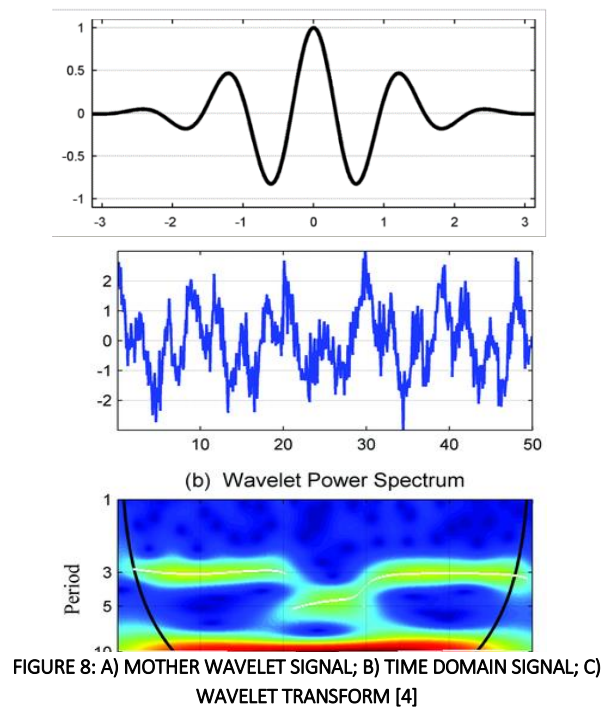 1
0.5
0
-0.5
-1
-3 -2 -1 0 1 2 3
2
1
0
-1
-2
10 20 30 40 50
(b) Wavelet Power Spectrum
1
3
5
10
Period
FIGURE 8: A) MOTHER WAVELET SIGNAL; B) TIME DOMAIN SIGNAL; C)
WAVELET TRANSFORM [4]